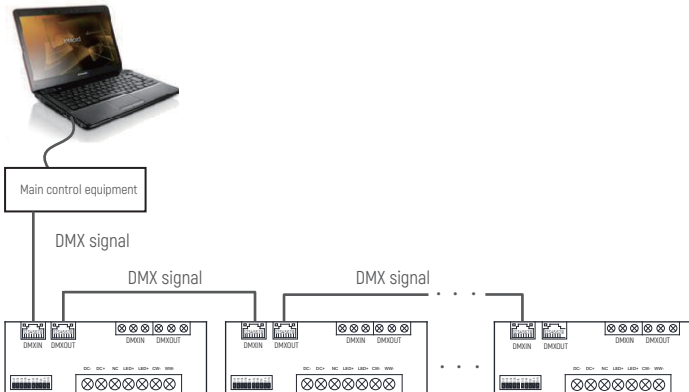 Main control equipment
DMX signal
DMX signal
DMX signal
DMXIN DMXOUT DMXIN DMXOUT
DMXIN DMXOUT DMXIN DMXOUT
DMXIN DMXOUT DMXIN DMXOUT
DC- DC+ NC LED+ LED+ CW- WW-
DC- DC+ NC LED+ LED+ CW- WW-
DC- DC+ NC LED+ LED+ CW- WW-